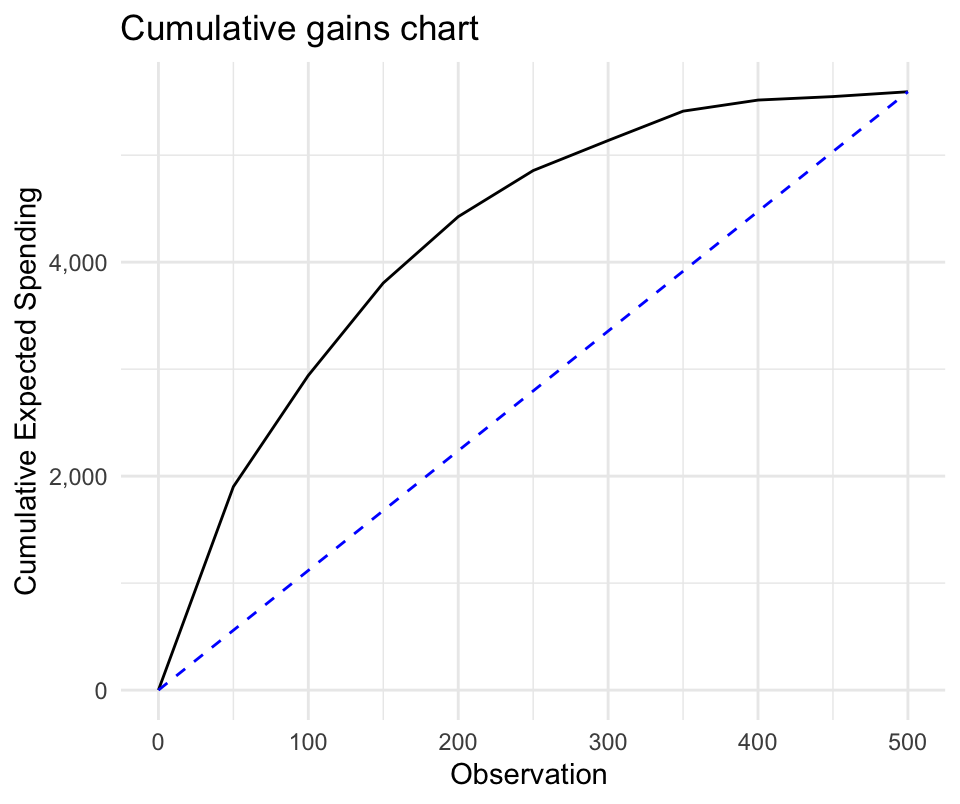 Cumulative gains chart
Cumulative Expected Spending
4,000
2,000
0
0 100 200 300 400 500
Observation